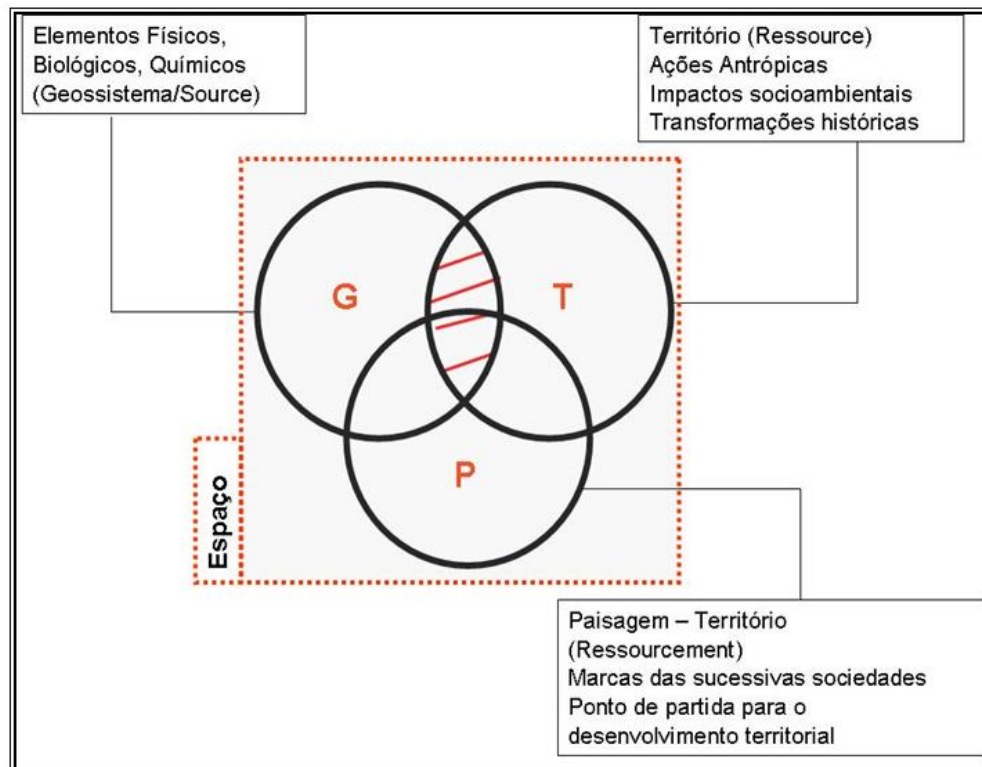 Elementos Físicos,
Biológicos, Químicos
(Geossistema/Source)
Território (Ressource)
Ações Antrópicas
Impactos socioambientais
Transformações históricas
G
T
P
Espaço
Paisagem – Território
(Ressourcement)
Marcas das sucessivas sociedades
Ponto de partida para o
desenvolvimento territorial